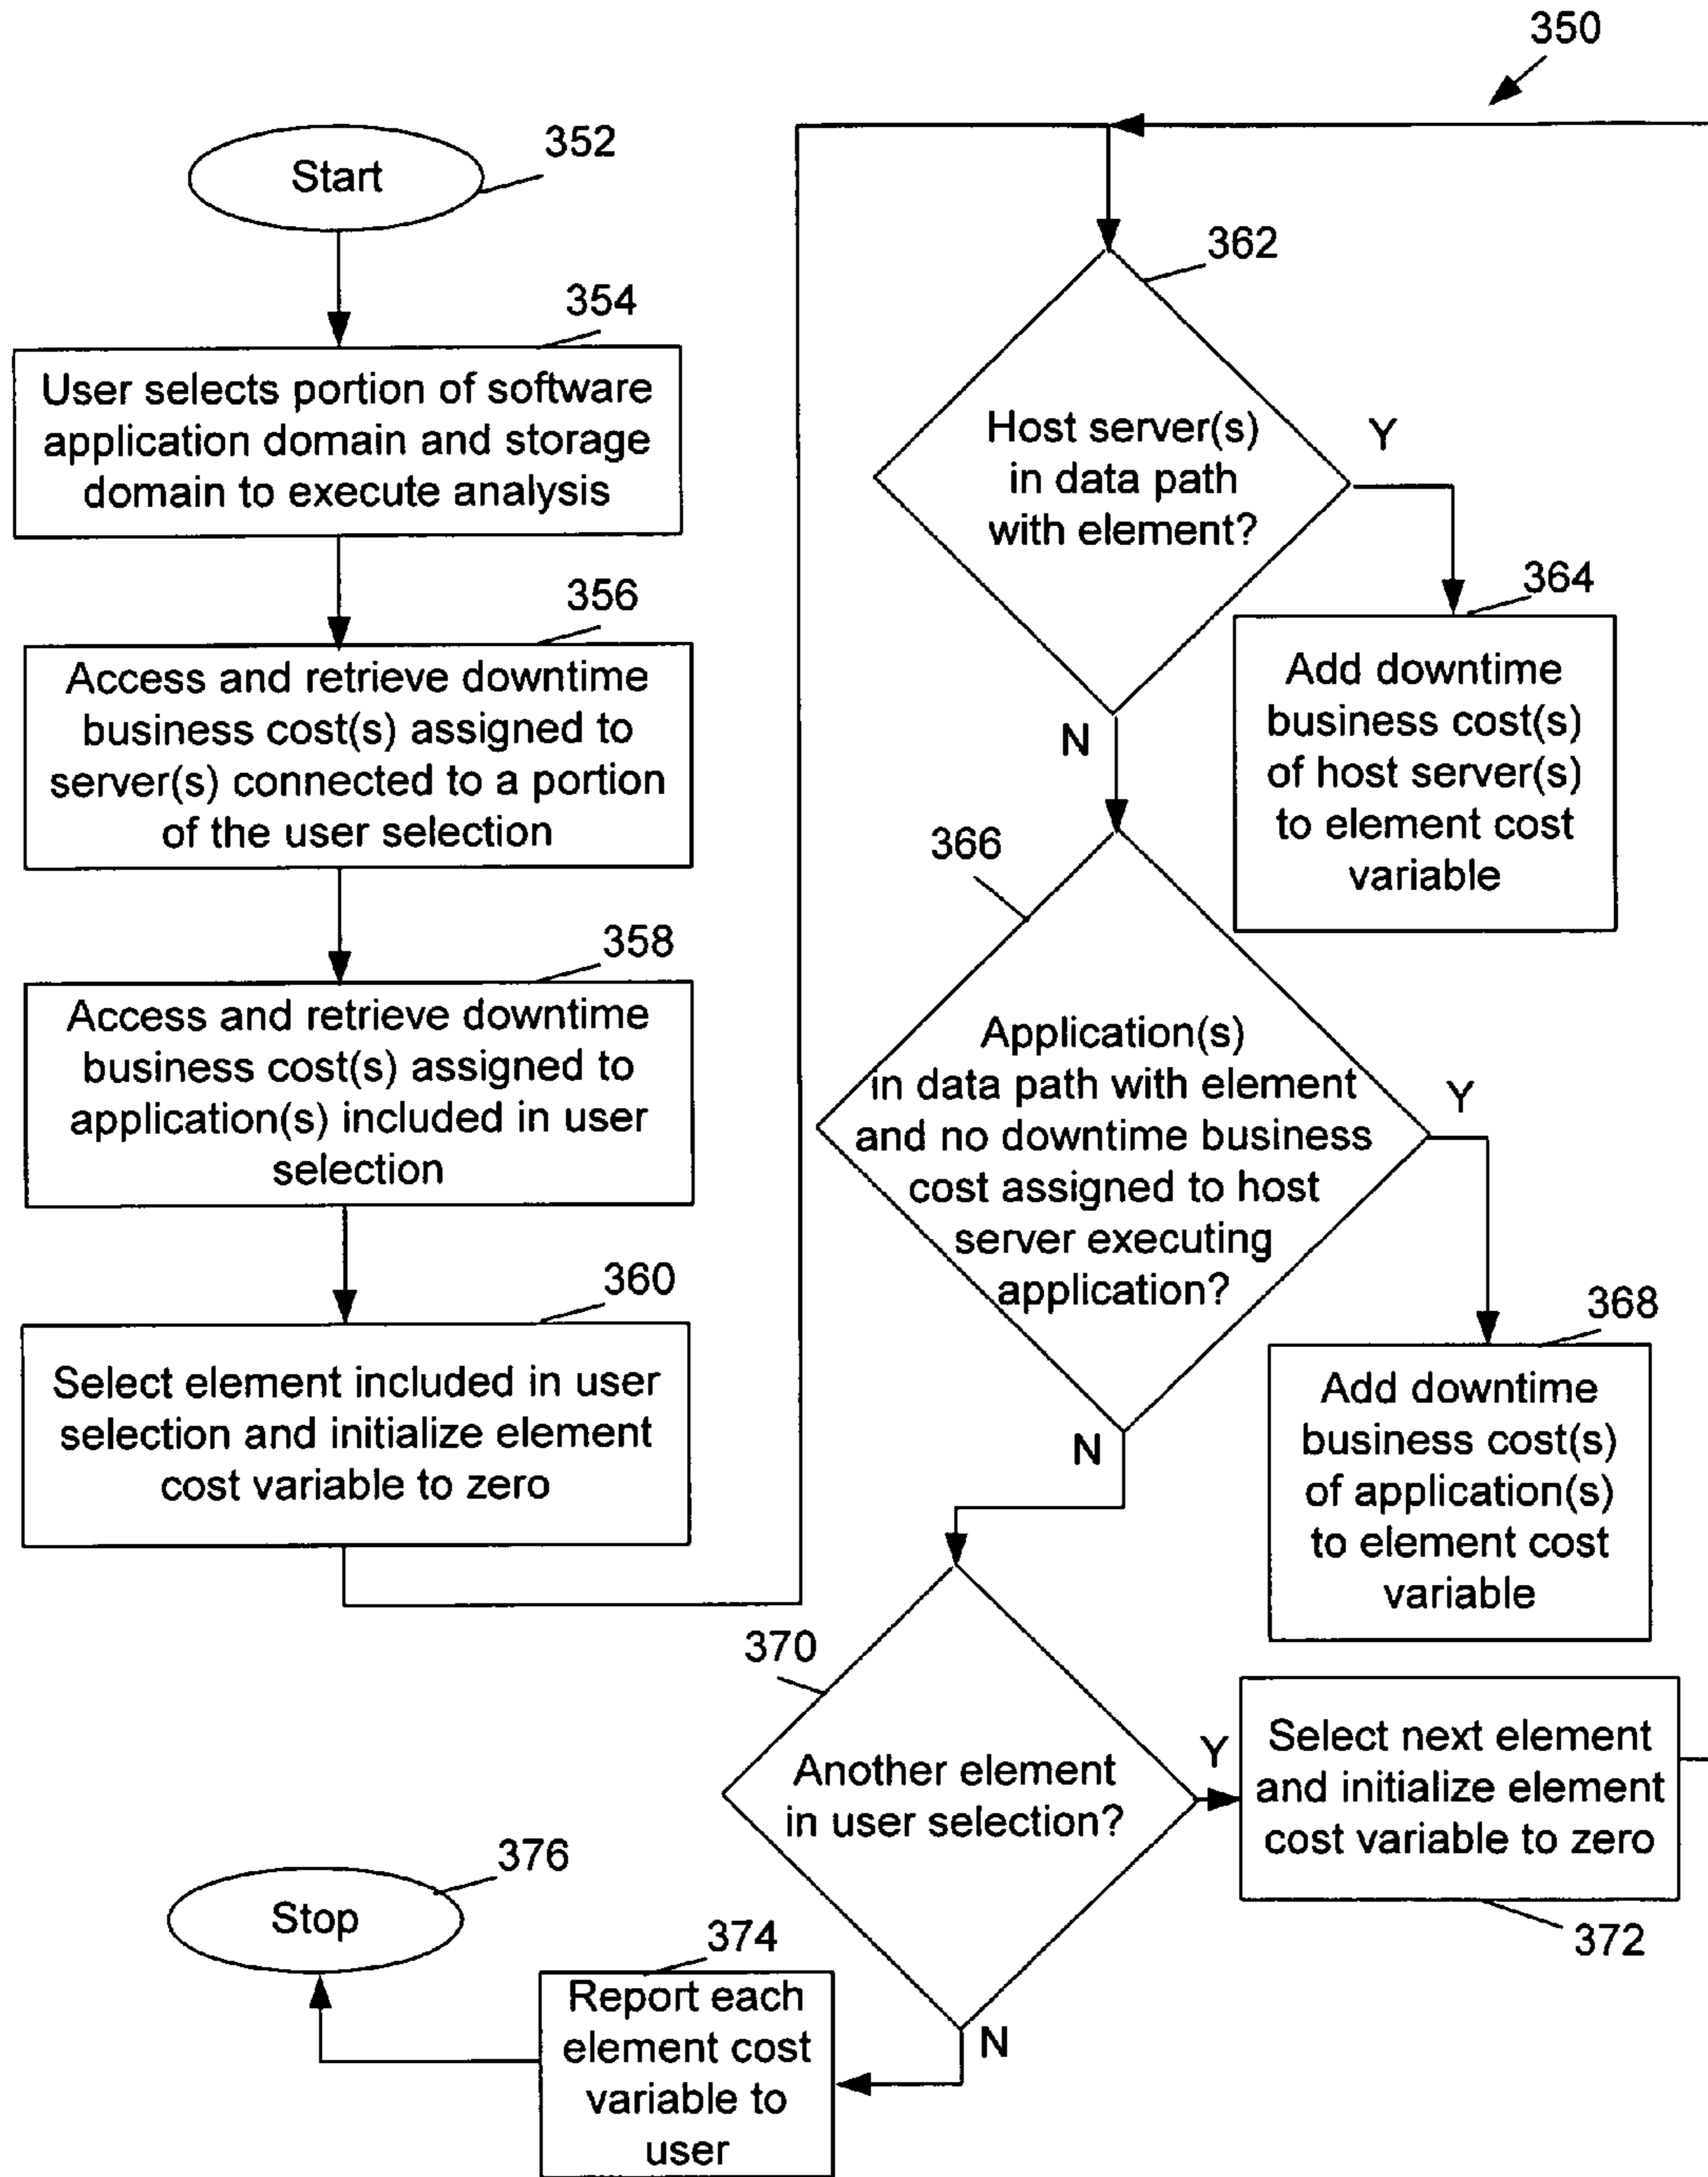 350
Start
352
354
User selects portion of software
application domain and storage
domain to execute analysis
356
Access and retrieve downtime
business cost(s) assigned to
server(s) connected to a portion
of the user selection
358
Access and retrieve downtime
business cost(s) assigned to
application(s) included in user
selection
360
Select element included in user
selection and initialize element
cost variable to zero
362
Host server(s)
in data path
with element?
Y
N
364
Add downtime
business cost(s)
of host server(s)
to element cost
variable
366
Application(s)
in data path with element
and no downtime business
cost assigned to host
server executing
application?
Y
N
368
Add downtime
business cost(s)
of application(s)
to element cost
variable
370
Another element
in user selection?
Y
N
Select next element
and initialize element
cost variable to zero
372
374
Report each
element cost
variable to
user
376
Stop